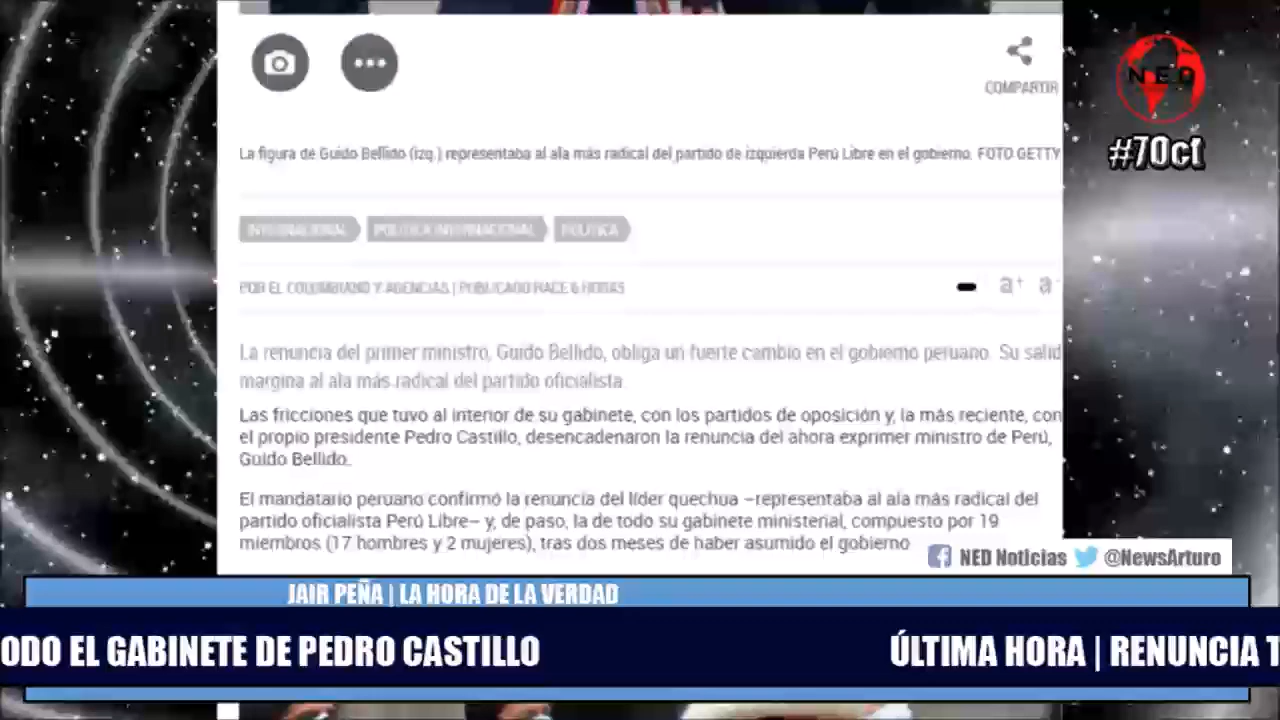 COMPARTIR
NED
#7Oct
La figura de Guido Bellido (izq.) representaba al ala más radical del partido de izquierda Perú Libre en el gobierno. FOTO GETTY
INTERNACIONAL POLÍTICA INTERNACIONAL POLÍTICA
POR EL COLOMBIANO Y AGENCIAS | PUBLICADO HACE 6 HORAS
a+ a-
La renuncia del primer ministro, Guido Bellido, obliga un fuerte cambio en el gobierno peruano. Su salid
margina al ala más radical del partido oficialista.
Las fricciones que tuvo al interior de su gabinete, con los partidos de oposición y, la más reciente, con
el propio presidente Pedro Castillo, desencadenaron la renuncia del ahora exprimer ministro de Perú,
Guido Bellido.
El mandatario peruano confirmó la renuncia del líder quechua –representaba al ala más radical del
partido oficialista Perú Libre– y, de paso, la de todo su gabinete ministerial, compuesto por 19
miembros (17 hombres y 2 mujeres), tras dos meses de haber asumido el gobierno
NED Noticias @NewsArturo
JAIR PEÑA | LA HORA DE LA VERDAD
ODO EL GABINETE DE PEDRO CASTILLO ÚLTIMA HORA | RENUNCIA T